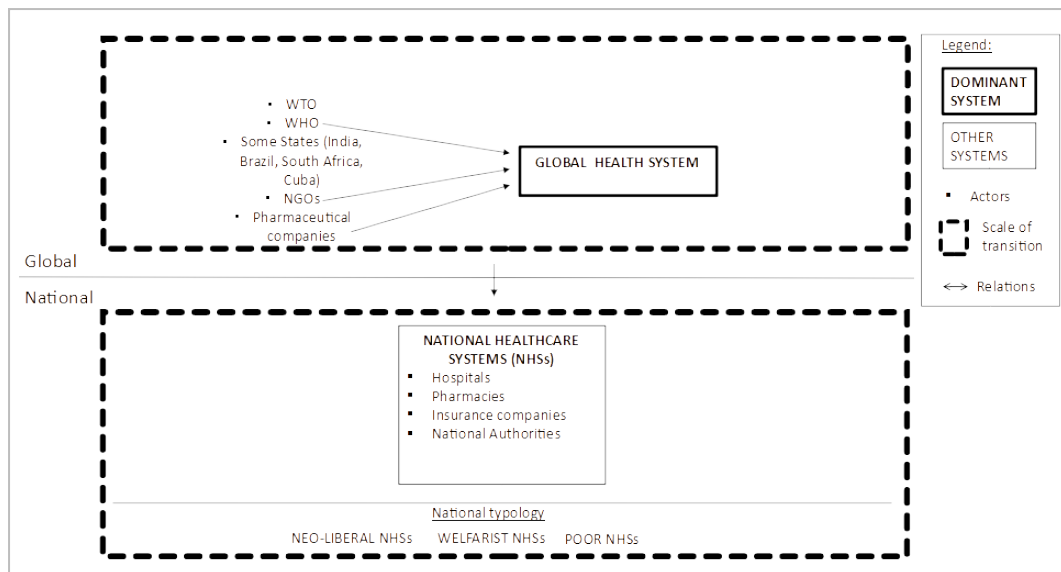 WTO
WHO
Some States (India,
Brazil, South Africa,
Cuba)
NGOs
Pharmaceutical
companies
GLOBAL HEALTH SYSTEM
Global
National
NATIONAL HEALTHCARE
SYSTEMS (NHSs)
Hospitals
Pharmacies
Insurance companies
National Authorities
National typology
NEO-LIBERAL NHSs WELFARIST NHSs POOR NHSs
Legend:
DOMINANT
SYSTEM
OTHER
SYSTEMS
Actors
Scale of
transition
Relations